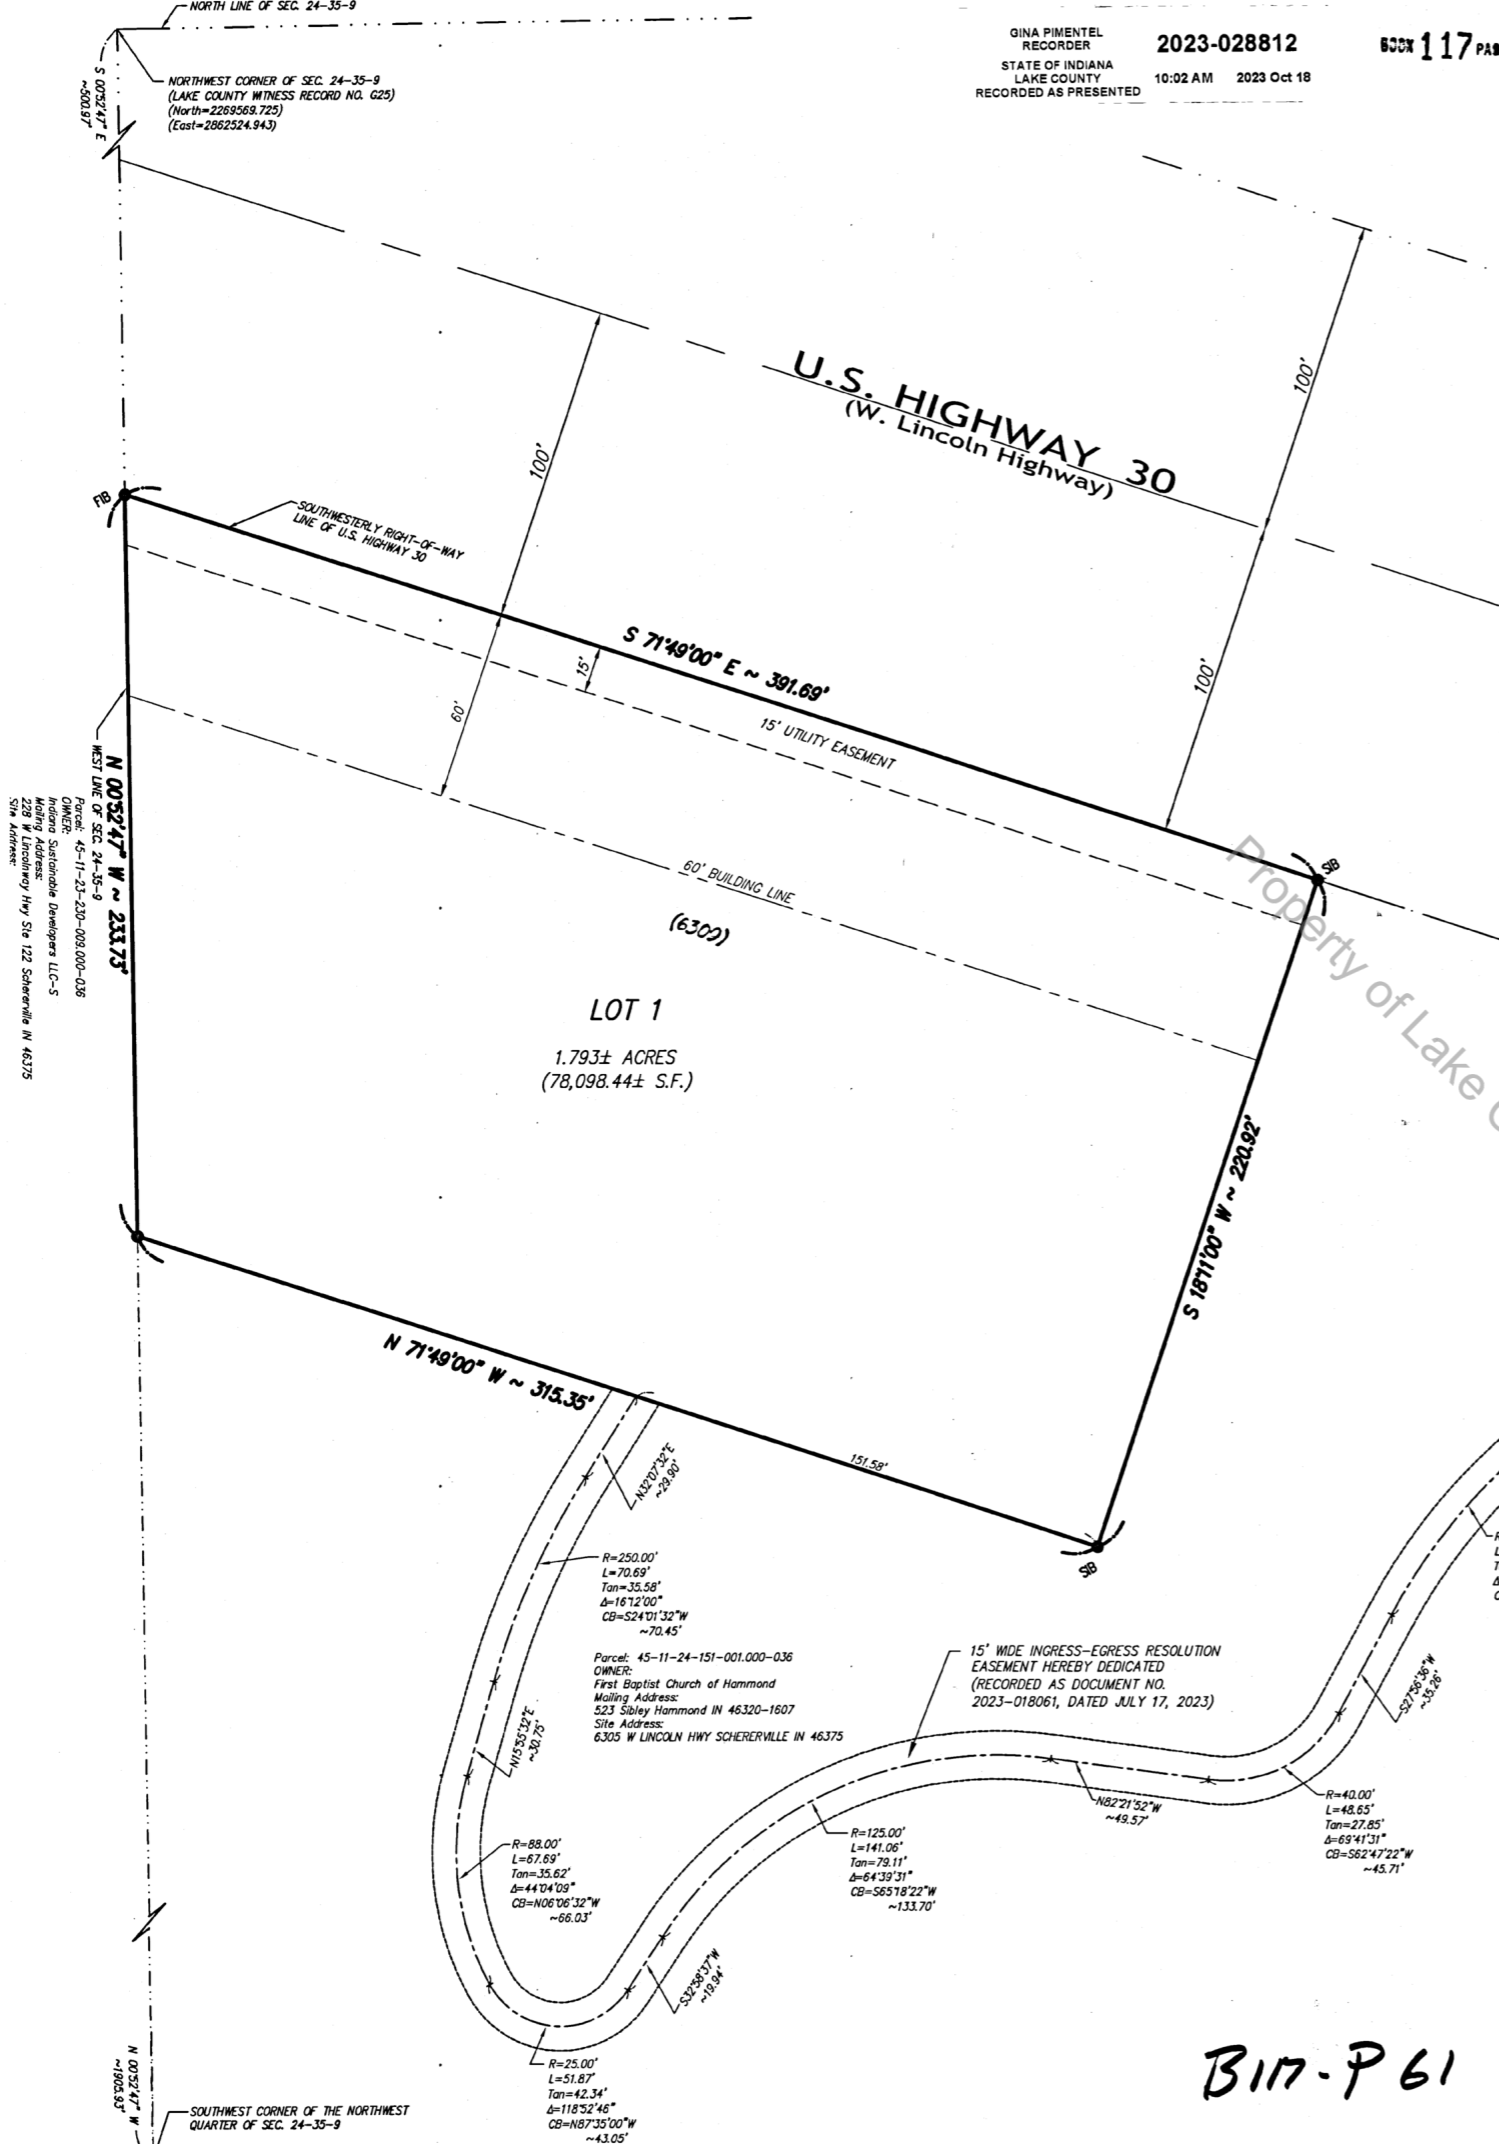 NORTH LINE OF SEC. 24-35-9
GINA PIMENTEL
RECORDER
STATE OF INDIANA
LAKE COUNTY
RECORDED AS PRESENTED
2023-028812
10:02 AM 2023 Oct 18
BOOK 117 PAG
S 00°52'47" E
~500.97'
NORTHWEST CORNER OF SEC. 24-35-9
(LAKE COUNTY WITNESS RECORD NO. G25)
(North=2269569.725)
(East=2862524.943)
100'
U.S. HIGHWAY 30
(W. Lincoln Highway)
100'
FIB
SOUTHWESTERLY RIGHT-OF-WAY
LINE OF U.S. HIGHWAY 30
S 71°49'00" E ~ 391.69'
15'
60'
100'
15' UTILITY EASEMENT
N 00°52'47" W ~ 233.73'
WEST LINE OF SEC. 24-35-9
Parcel: 45-11-23-230-009.000-036
OWNER:
Indiana Sustainable Developers LLC-S
Mailing Address:
228 W Lincolnway Hwy Ste 122 Schererville IN 46375
Site Address:
60' BUILDING LINE
(6309)
SIB
Property of Lake C
LOT 1
1.793± ACRES
(78,098.44± S.F.)
S 18°11'00" W ~ 220.92'
N 71°49'00" W ~ 315.35'
151.58'
SIB
N32°07'32"E
~29.90'
R=250.00'
L=70.69'
Tan=35.58'
Δ=16°12'00"
CB=S24°01'32"W
~70.45'
Parcel: 45-11-24-151-001.000-036
OWNER:
First Baptist Church of Hammond
Mailing Address:
523 Sibley Hammond IN 46320-1607
Site Address:
6305 W LINCOLN HWY SCHERERVILLE IN 46375
15' WIDE INGRESS-EGRESS RESOLUTION
EASEMENT HEREBY DEDICATED
(RECORDED AS DOCUMENT NO.
2023-018061, DATED JULY 17, 2023)
S27°56'36"W
~35.26'
N15°55'32"E
~30.75'
N82°21'52"W
~49.57'
R=40.00'
L=48.65'
Tan=27.85'
Δ=69°41'31"
CB=S62°47'22"W
~45.71'
R=125.00'
L=141.06'
Tan=79.11'
Δ=64°39'31"
CB=S65°18'22"W
~133.70'
R=88.00'
L=67.69'
Tan=35.62'
Δ=44°04'09"
CB=N06°06'32"W
~66.03'
S32°58'37"W
~19.94'
R=25.00'
L=51.87'
Tan=42.34'
Δ=118°52'46"
CB=N87°35'00"W
~43.05'
N 00°52'47" W
~1905.93'
SOUTHWEST CORNER OF THE NORTHWEST
QUARTER OF SEC. 24-35-9
B117-P 61